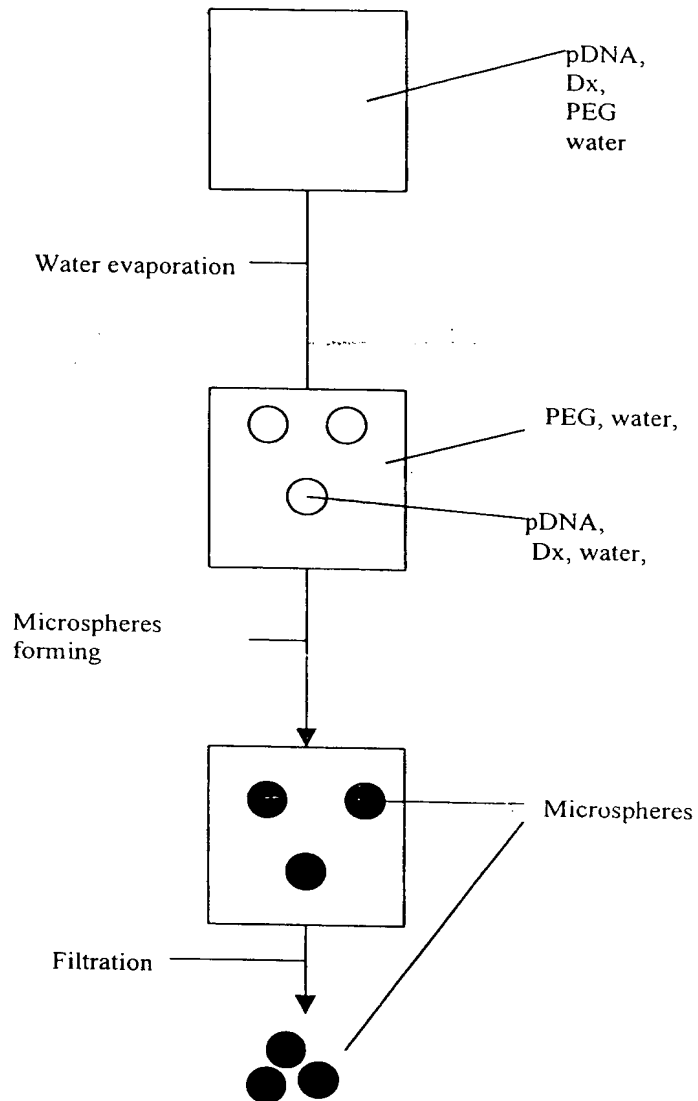 pDNA,
Dx,
PEG
water
Water evaporation
PEG, water,
pDNA,
Dx, water,
Microspheres
forming
Microspheres
Filtration